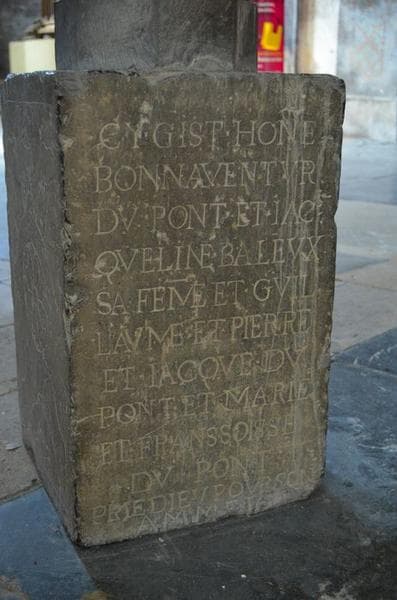 CY·GIST·HONE
BONNAVENTVR
DV·PONT·ET·IAC
QVELINE·BALEVX
SA FEME ET GVIL
LAVME·ET PIERRE
ET·IACQVE·DV
PONT·ET MARIE
ET FRANSSOISSE
DV PONT
PRIE DIEV POVR